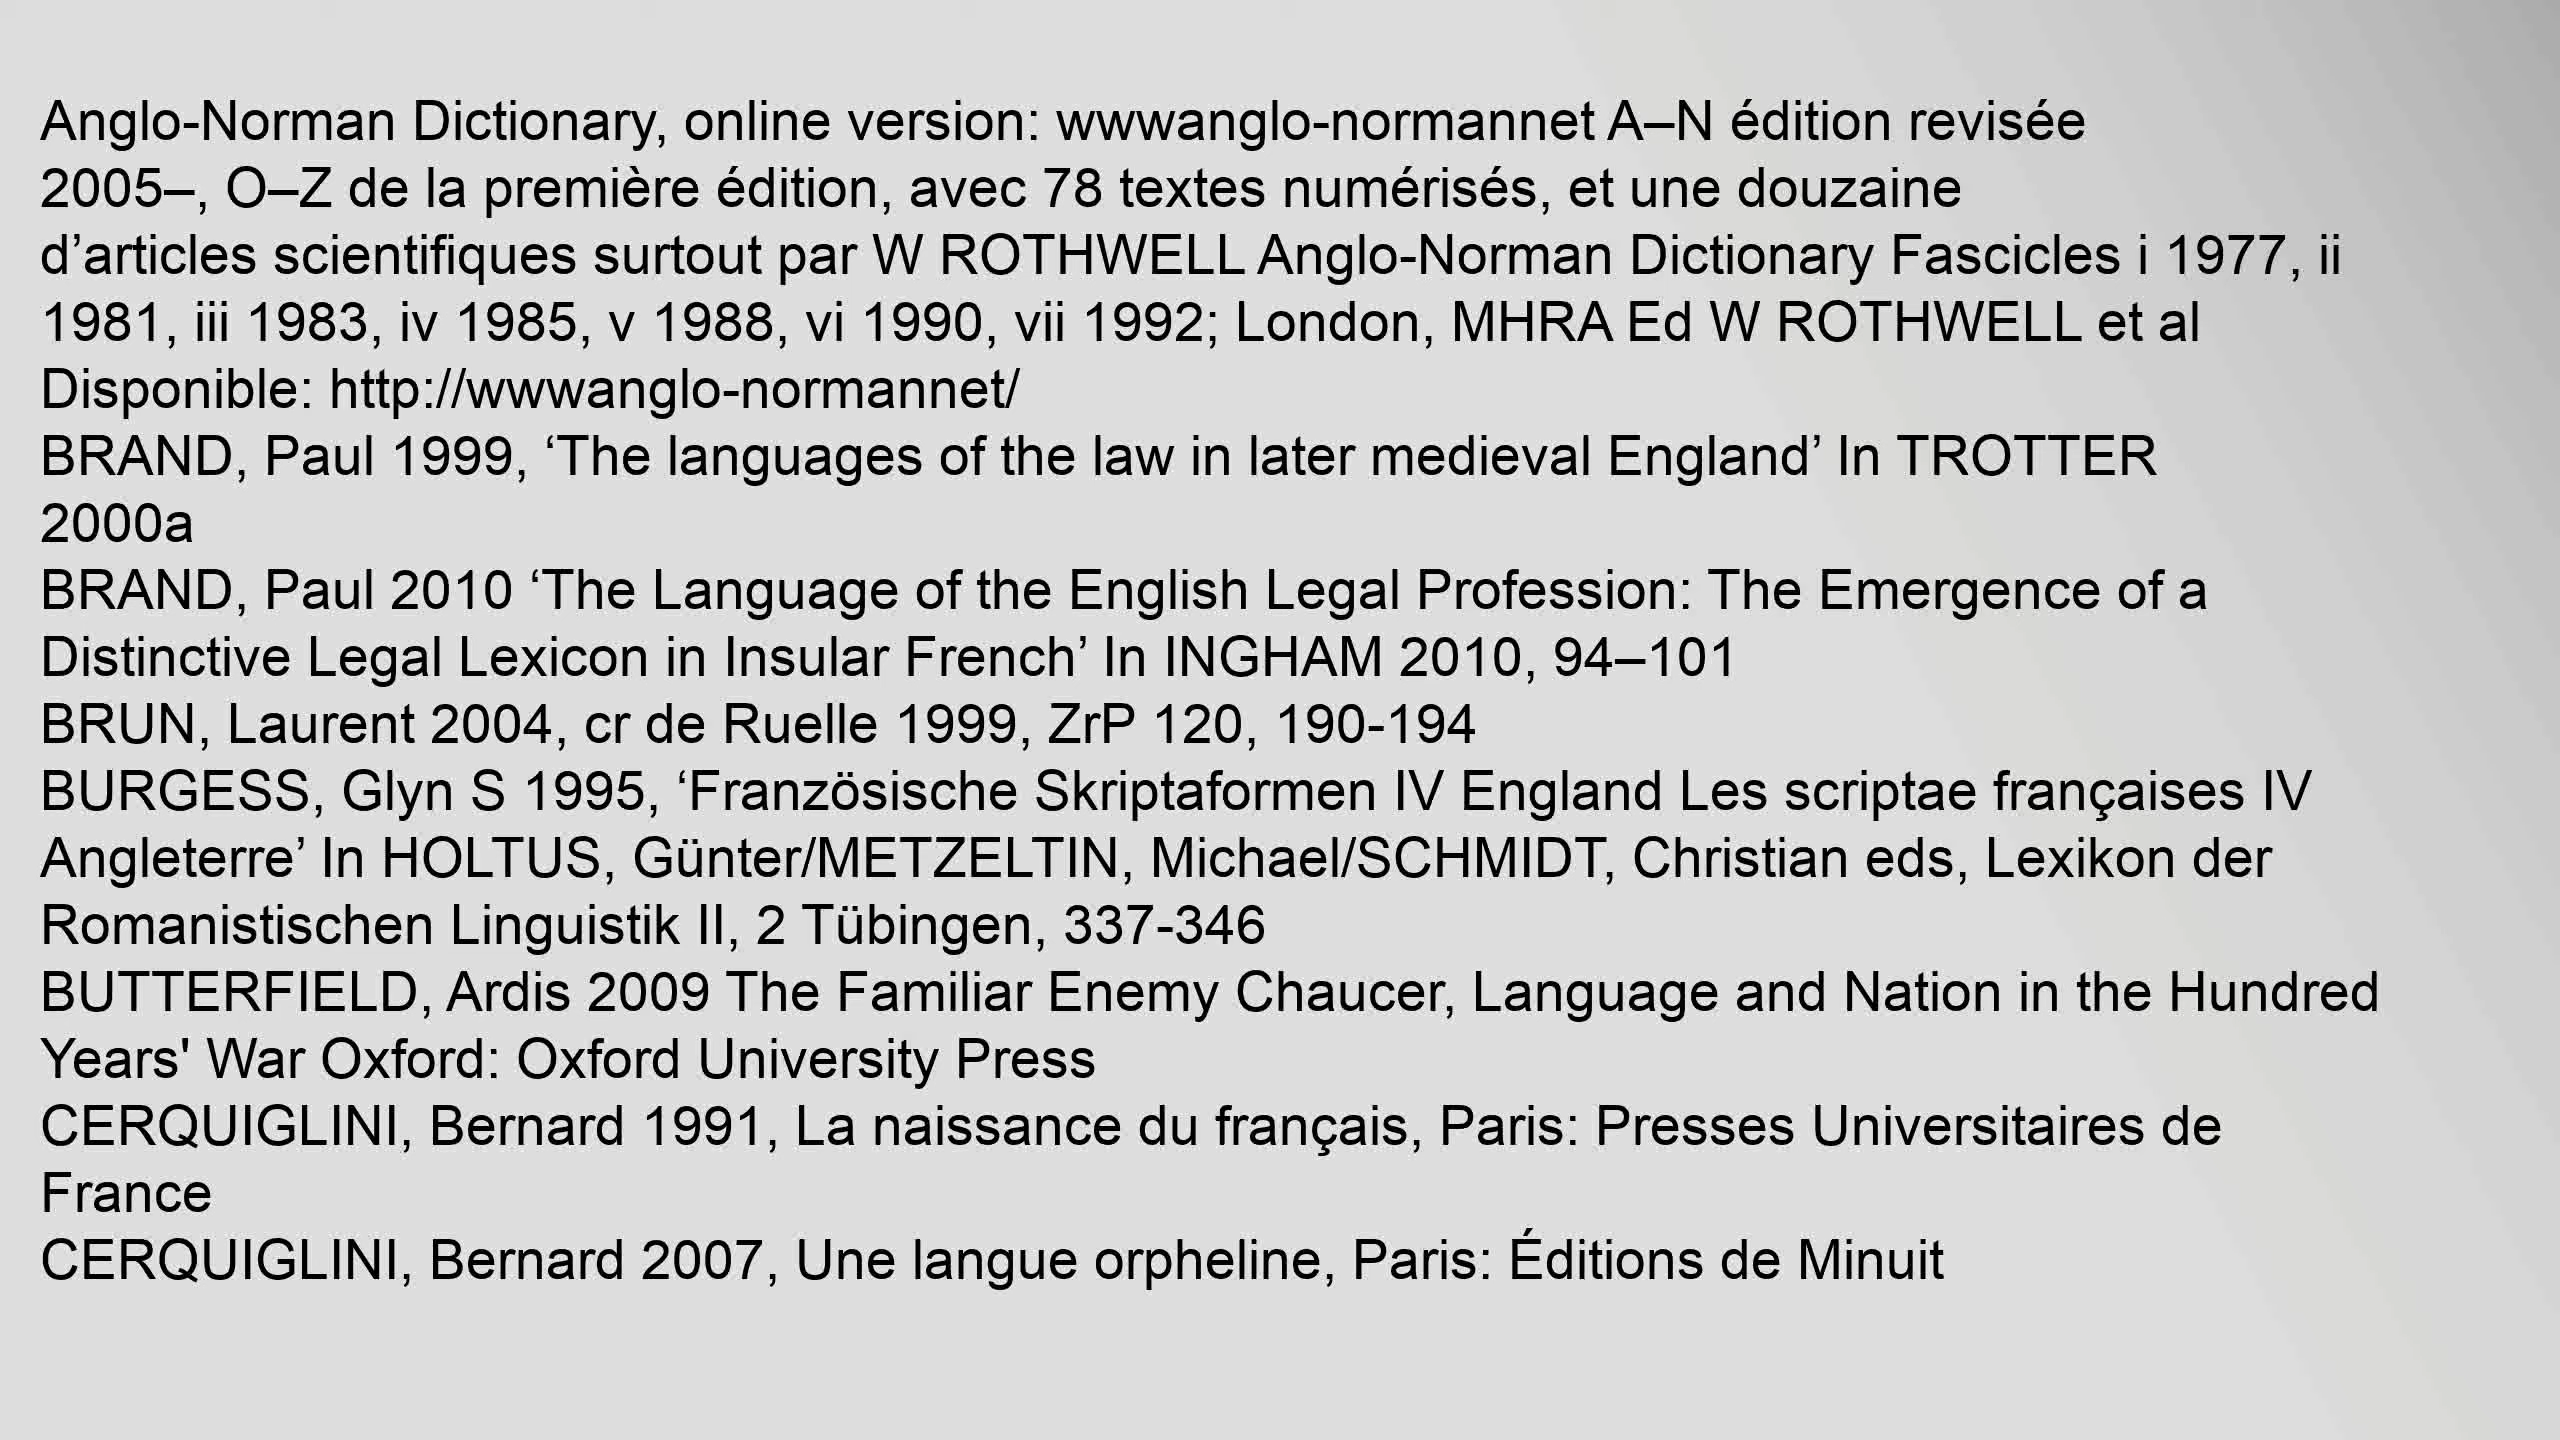 Anglo-Norman Dictionary, online version: wwwanglo-normannet A–N édition revisée
2005–, O–Z de la première édition, avec 78 textes numérisés, et une douzaine
d’articles scientifiques surtout par W ROTHWELL Anglo-Norman Dictionary Fascicles i 1977, ii
1981, iii 1983, iv 1985, v 1988, vi 1990, vii 1992; London, MHRA Ed W ROTHWELL et al
Disponible: http://wwwanglo-normannet/
BRAND, Paul 1999, ‘The languages of the law in later medieval England’ In TROTTER
2000a
BRAND, Paul 2010 ‘The Language of the English Legal Profession: The Emergence of a
Distinctive Legal Lexicon in Insular French’ In INGHAM 2010, 94–101
BRUN, Laurent 2004, cr de Ruelle 1999, ZrP 120, 190-194
BURGESS, Glyn S 1995, ‘Französische Skriptaformen IV England Les scriptae françaises IV
Angleterre’ In HOLTUS, Günter/METZELTIN, Michael/SCHMIDT, Christian eds, Lexikon der
Romanistischen Linguistik II, 2 Tübingen, 337-346
BUTTERFIELD, Ardis 2009 The Familiar Enemy Chaucer, Language and Nation in the Hundred
Years' War Oxford: Oxford University Press
CERQUIGLINI, Bernard 1991, La naissance du français, Paris: Presses Universitaires de
France
CERQUIGLINI, Bernard 2007, Une langue orpheline, Paris: Éditions de Minuit